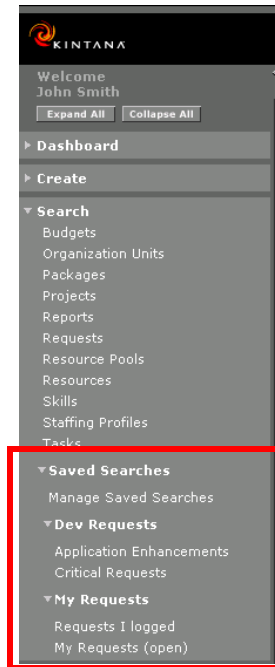 KINTANA
Welcome
John Smith
Expand All Collapse All
Dashboard
Create
Search
Budgets
Organization Units
Packages
Projects
Reports
Requests
Resource Pools
Resources
Skills
Staffing Profiles
Tasks
Saved Searches
Manage Saved Searches
Dev Requests
Application Enhancements
Critical Requests
My Requests
Requests I logged
My Requests (open)